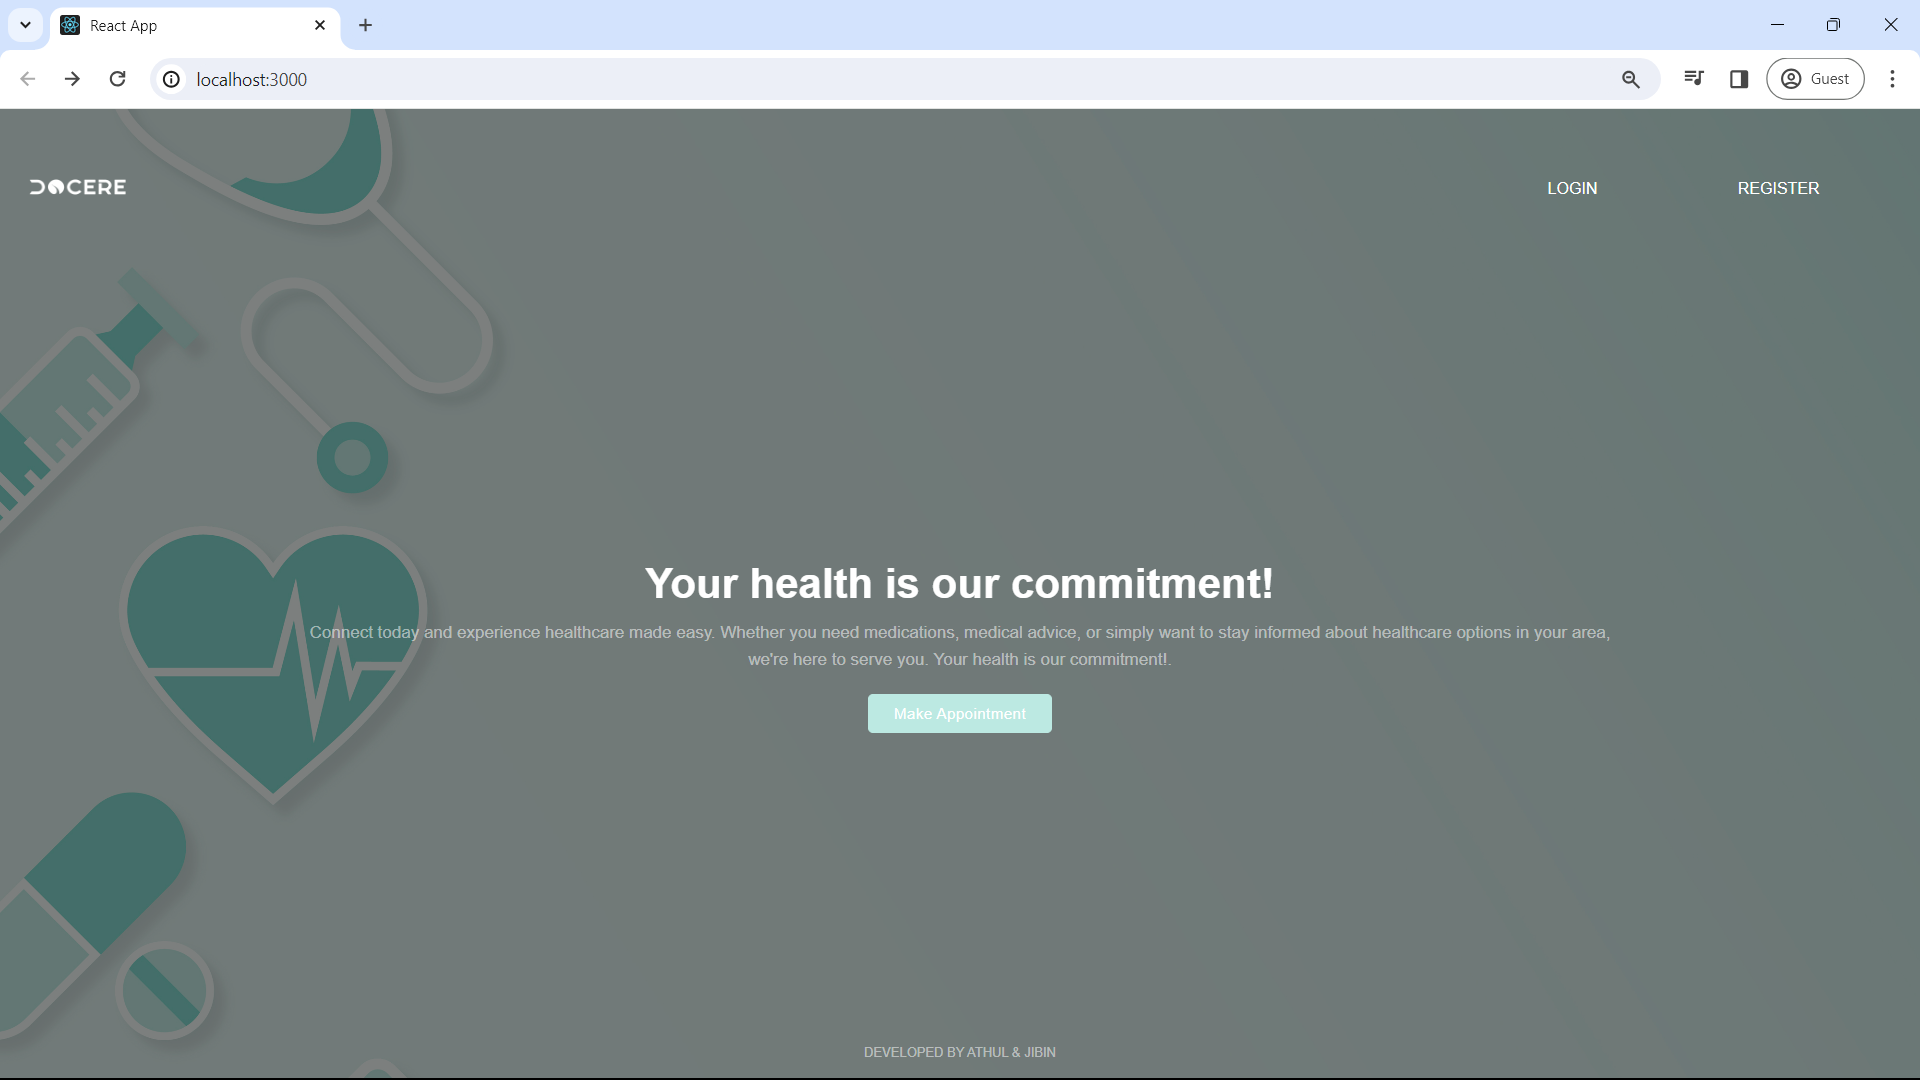 React App
localhost:3000
Guest
DOCERE
LOGIN
REGISTER
Your health is our commitment!
Connect today and experience healthcare made easy. Whether you need medications, medical advice, or simply want to stay informed about healthcare options in your area,
we're here to serve you. Your health is our commitment!.
Make Appointment
DEVELOPED BY ATHUL & JIBIN